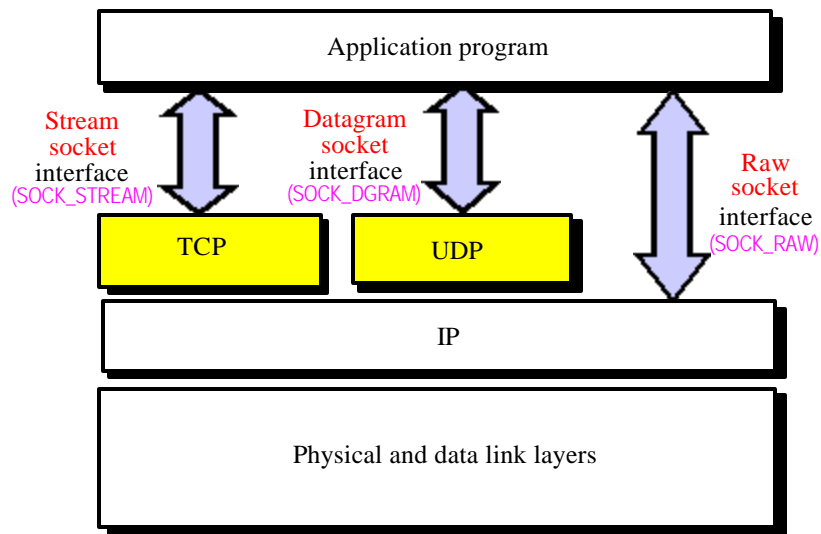 Application program
Stream
socket
interface
(SOCK_STREAM)
Datagram
socket
interface
(SOCK_DGRAM)
Raw
socket
interface
(SOCK_RAW)
TCP
UDP
IP
Physical and data link layers